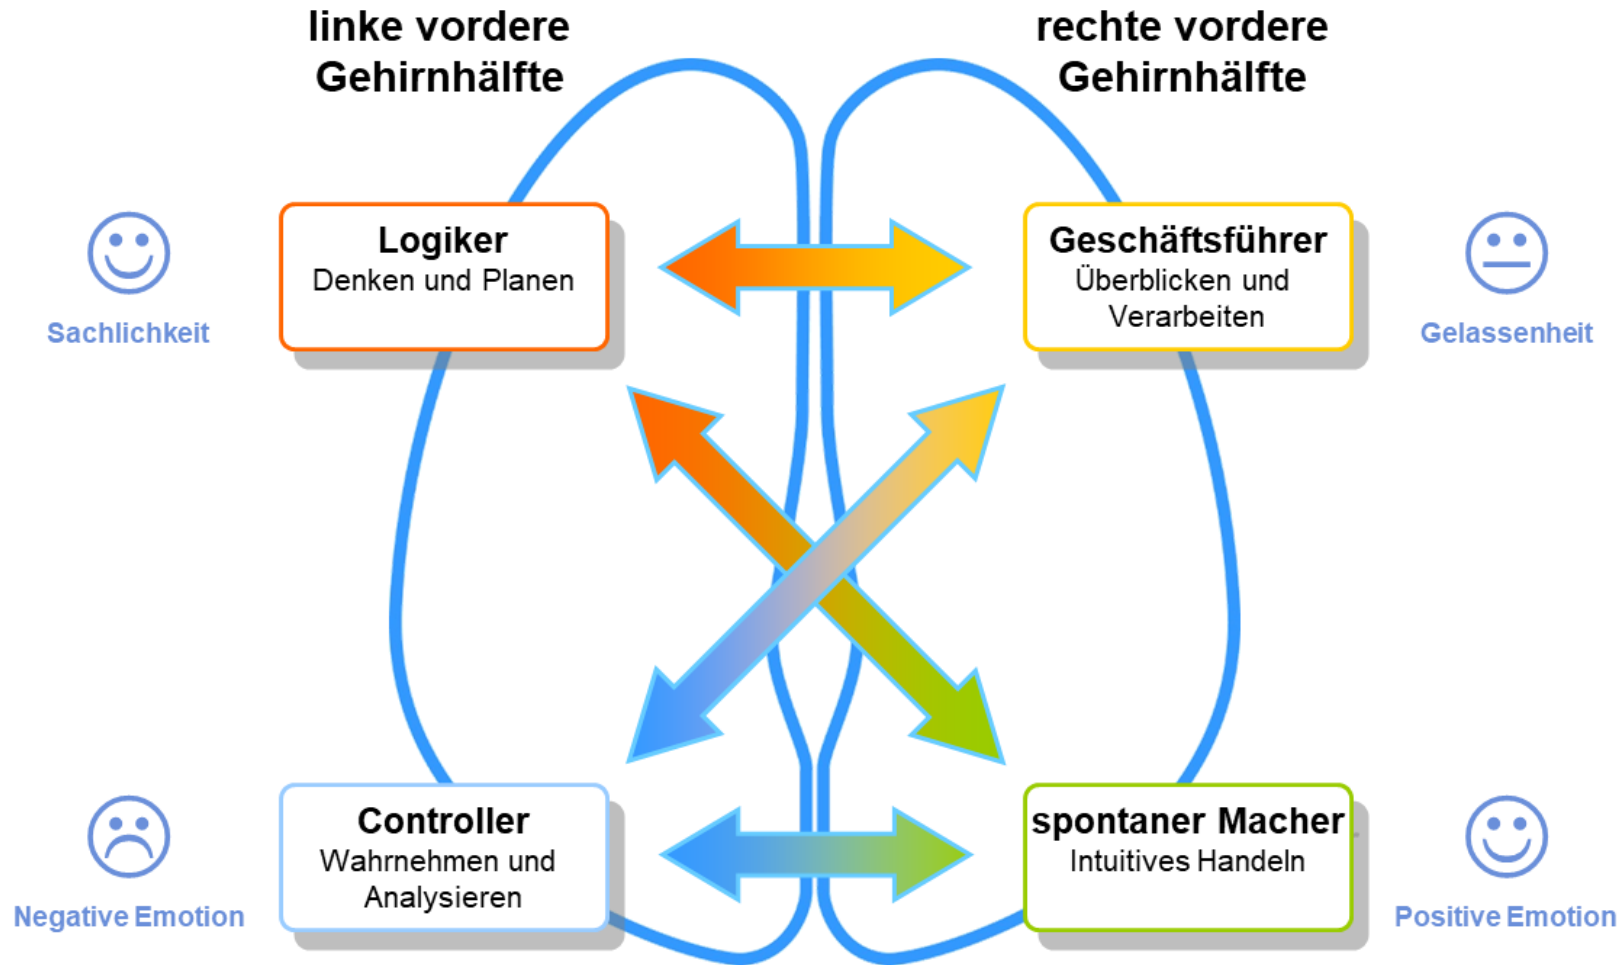 linke vordere
Gehirnhälfte
rechte vordere
Gehirnhälfte
Logiker
Denken und Planen
Geschäftsführer
Überblicken und
Verarbeiten
Sachlichkeit
Gelassenheit
Controller
Wahrnehmen und
Analysieren
spontaner Macher
Intuitives Handeln
Negative Emotion
Positive Emotion